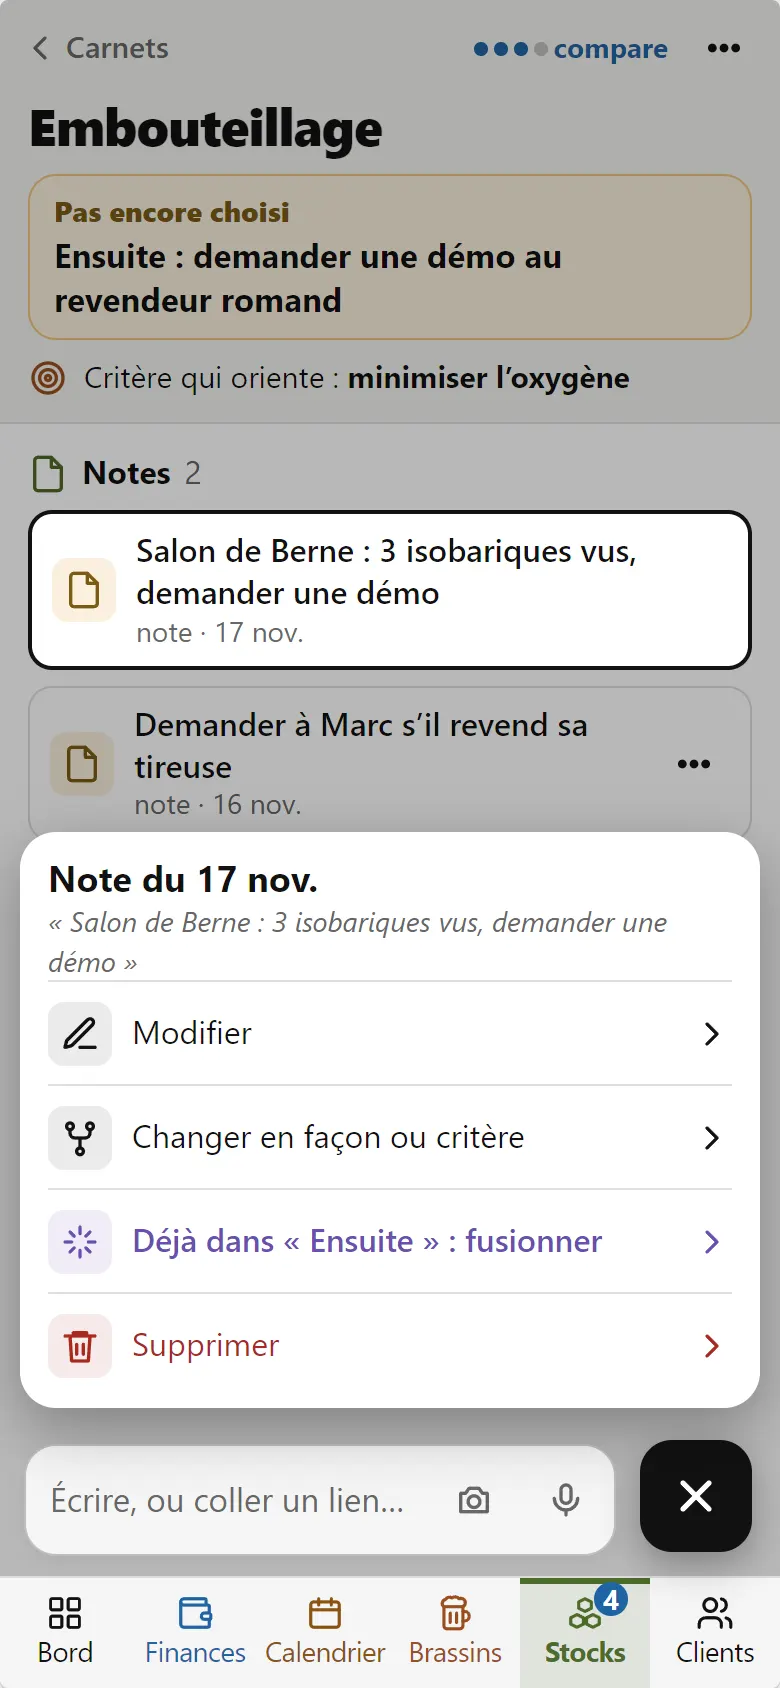 Carnets
compare
Embouteillage
Pas encore choisi
Ensuite : demander une démo au
revendeur romand
Critère qui oriente : minimiser l’oxygène
Notes 2
Salon de Berne : 3 isobariques vus,
demander une démo
note · 17 nov.
Demander à Marc s’il revend sa
tireuse
note · 16 nov.
Note du 17 nov.
« Salon de Berne : 3 isobariques vus, demander une
démo »
Modifier
Changer en façon ou critère
Déjà dans « Ensuite » : fusionner
Supprimer
Écrire, ou coller un lien...
4
Bord Finances Calendrier Brassins Stocks Clients